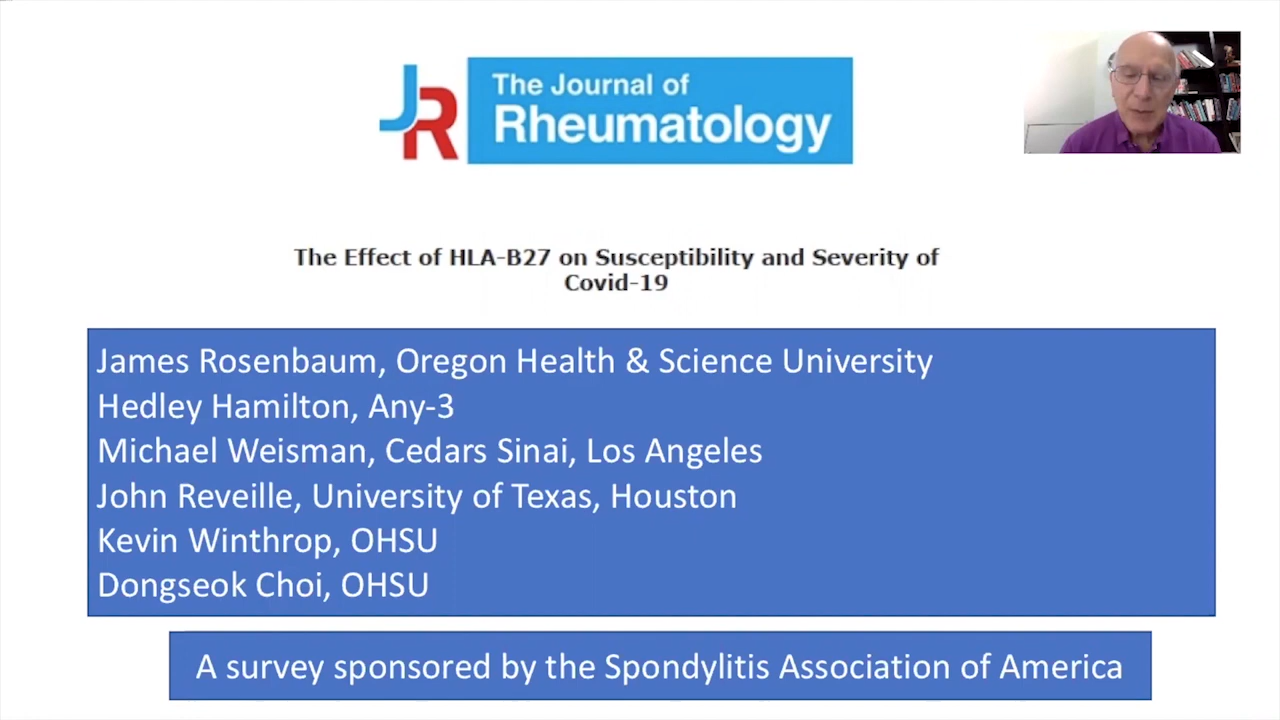 JR
The Journal of
Rheumatology
The Effect of HLA-B27 on Susceptibility and Severity of
Covid-19
James Rosenbaum, Oregon Health & Science University
Hedley Hamilton, Any-3
Michael Weisman, Cedars Sinai, Los Angeles
John Reveille, University of Texas, Houston
Kevin Winthrop, OHSU
Dongseok Choi, OHSU
A survey sponsored by the Spondylitis Association of America